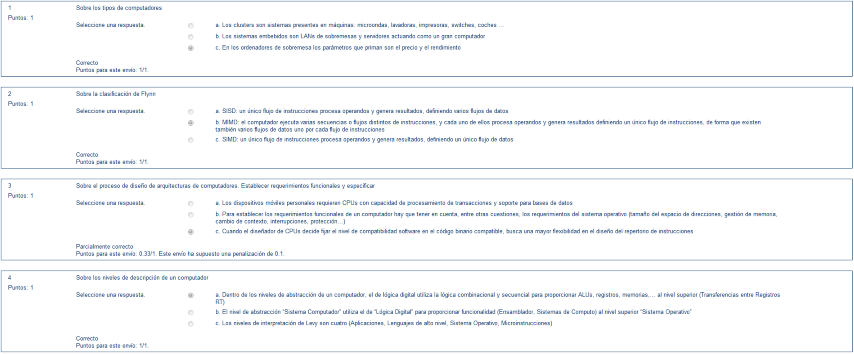 1
Sobre los tipos de computadores
Puntos: 1
Seleccione una respuesta.
a. Los clusters son sistemas presentes en máquinas: microondas, lavadoras, impresoras, switches, coches …
b. Los sistemas embebidos son LANs de sobremesas y servidores actuando como un gran computador
c. En los ordenadores de sobremesa los parámetros que priman son el precio y el rendimiento
Correcto
Puntos para este envío: 1/1.
2
Sobre la clasificación de Flynn
Puntos: 1
Seleccione una respuesta.
a. SISD: un único flujo de instrucciones procesa operandos y genera resultados, definiendo varios flujos de datos
b. MIMD: el computador ejecuta varias secuencias o flujos distintos de instrucciones, y cada uno de ellos procesa operandos y genera resultados definiendo un único flujo de instrucciones, de forma que existen
también varios flujos de datos uno por cada flujo de instrucciones
c. SIMD: un único flujo de instrucciones procesa operandos y genera resultados, definiendo un único flujo de datos
Correcto
Puntos para este envío: 1/1.
3
Sobre el proceso de diseño de arquitecturas de computadores. Establecer requerimientos funcionales y especificar
Puntos: 1
Seleccione una respuesta.
a. Los dispositivos móviles personales requieren CPUs con capacidad de procesamiento de transacciones y soporte para bases de datos
b. Para establecer los requerimientos funcionales de un computador hay que tener en cuenta, entre otras cuestiones, los requerimientos del sistema operativo (tamaño del espacio de direcciones, gestión de memoria,
cambio de contexto, interrupciones, protección…)
c. Cuando el diseñador de CPUs decide fijar el nivel de compatibilidad software en el código binario compatible, busca una mayor flexibilidad en el diseño del repertorio de instrucciones
Parcialmente correcto
Puntos para este envío: 0.33/1. Este envío ha supuesto una penalización de 0.1.
4
Sobre los niveles de descripción de un computador
Puntos: 1
Seleccione una respuesta.
a. Dentro de los niveles de abstracción de un computador, el de lógica digital utiliza la lógica combinacional y secuencial para proporcionar ALUs, registros, memorias,… al nivel superior (Transferencias entre Registros
RT)
b. El nivel de abstracción "Sistema Computador" utiliza el de "Lógica Digital" para proporcionar funcionalidad (Ensamblador, Sistemas de Computo) al nivel superior "Sistema Operativo"
c. Los niveles de interpretación de Levy son cuatro (Aplicaciones, Lenguajes de alto nivel, Sistema Operativo, Microinstrucciones)
Correcto
Puntos para este envío: 1/1.